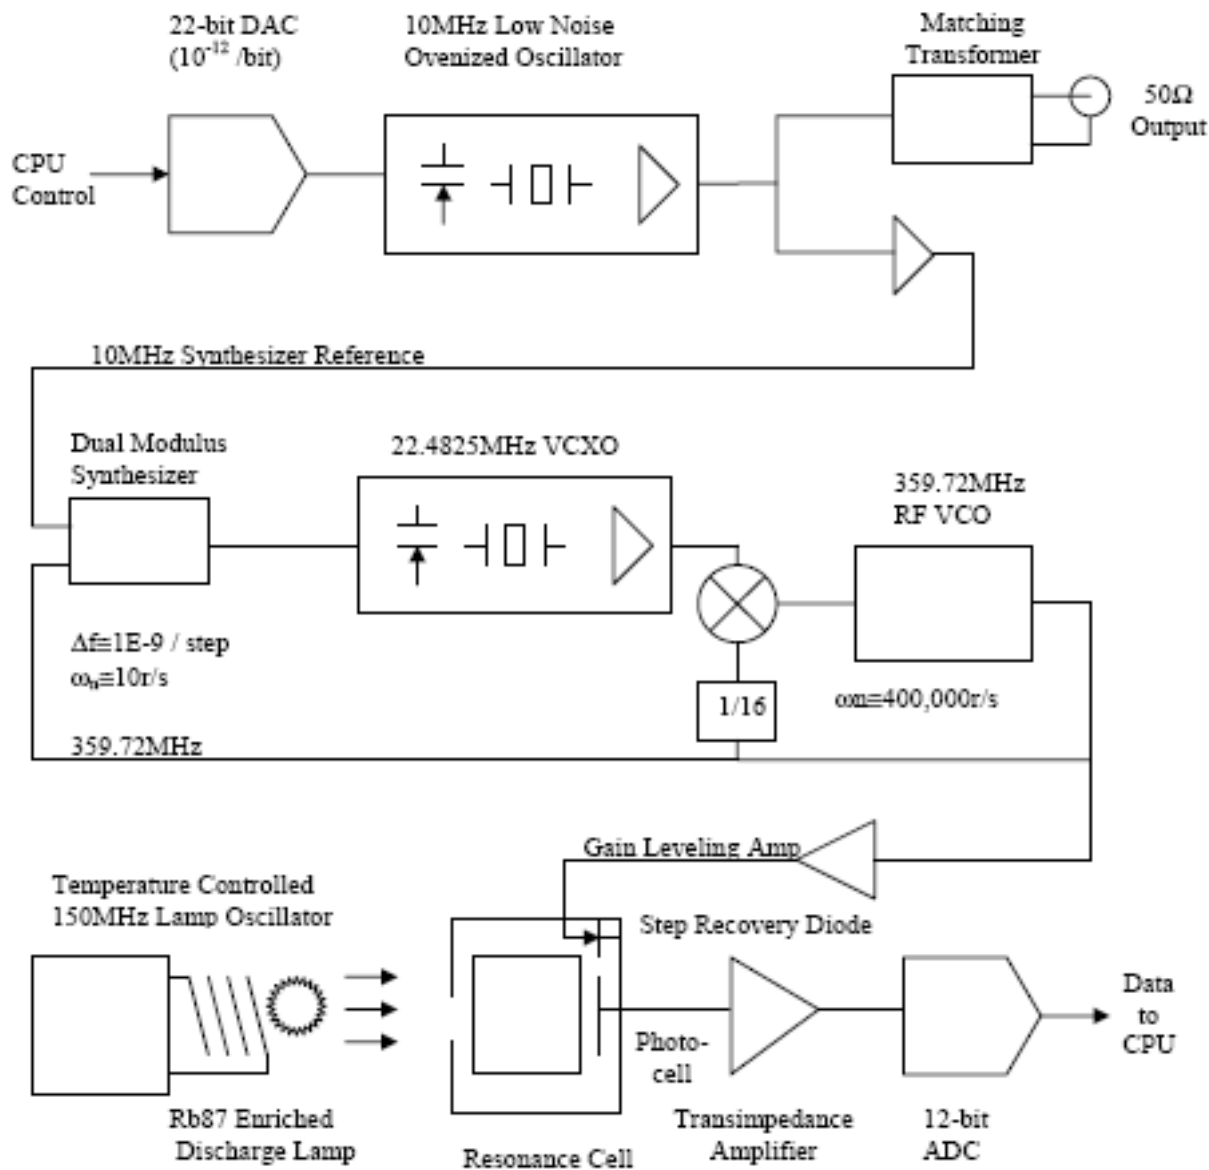 22-bit DAC
(10⁻¹² /bit)
10MHz Low Noise
Ovenized Oscillator
Matching
Transformer
50Ω
Output
CPU
Control
10MHz Synthesizer Reference
Dual Modulus
Synthesizer
22.4825MHz VCXO
359.72MHz
RF VCO
Δf≡1E-9 / step
ωₙ≡10r/s
1/16
ωn≡400,000r/s
359.72MHz
Gain Leveling Amp
Temperature Controlled
150MHz Lamp Oscillator
Step Recovery Diode
Data
to
CPU
Photo-
cell
Rb87 Enriched
Discharge Lamp
Resonance Cell
Transimpedance
Amplifier
12-bit
ADC